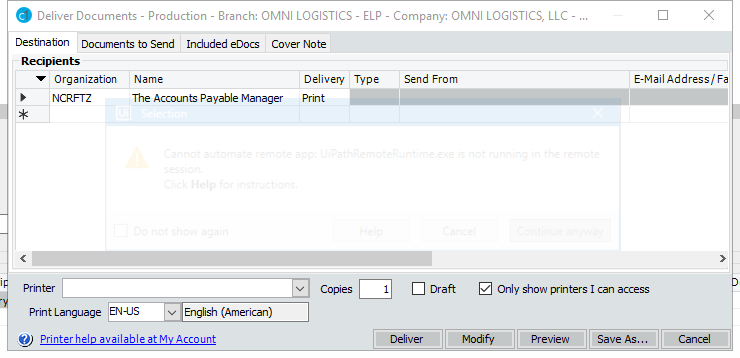 Deliver Documents - Production - Branch: OMNI LOGISTICS - ELP - Company: OMNI LOGISTICS, LLC - ...
Destination Documents to Send Included eDocs Cover Note
Recipients
Organization Name Delivery Type Send From E-Mail Address/ Fa
NCRFTZ The Accounts Payable Manager Print
Selection
Cannot automate remote app: UiPathRemoteRuntime.exe is not running in the remote
session.
Click Help for instructions.
Do not show again Help Cancel Continue anyway
Printer Copies 1 Draft Only show printers I can access
Print Language EN-US English (American)
Printer help available at My Account Deliver Modify Preview Save As... Cancel